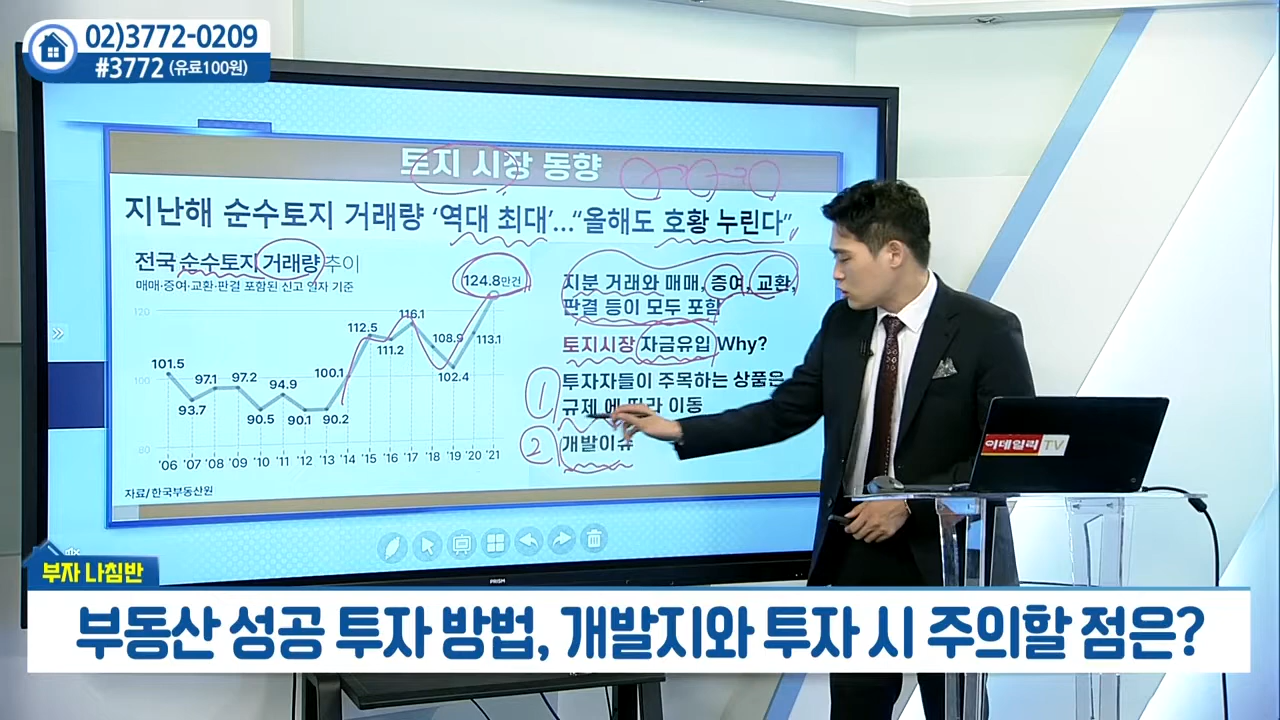 02)3772-0209
#3772 (유료100원)
토지 시장 동향
지난해 순수토지 거래량 '역대 최대'...“올해도 호황 누린다”
전국 순수토지 거래량 추이
매매·증여·교환·판결 포함된 신고 일자 기준
124.8만건
120
116.1
112.5
111.2
108.9
113.1
101.5
100.1
102.4
100
97.1
97.2
94.9
93.7
90.5
90.1
90.2
80
'06 '07 '08 '09 '10 '11 '12 '13 '14 '15 '16 '17 '18 '19 '20 '21
자료/한국부동산원
지분 거래와 매매, 증여, 교환,
판결 등이 모두 포함
토지시장 자금유입 Why?
1 투자자들이 주목하는 상품은
규제에 따라 이동
2 개발이슈
이데일리 TV
PRISM
부자 나침반
부동산 성공 투자 방법, 개발지와 투자 시 주의할 점은?